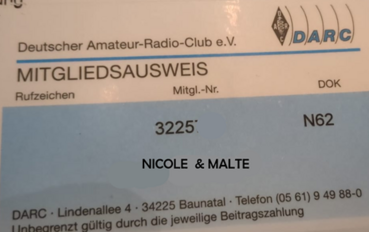 Deutscher Amateur-Radio-Club e.V.
DARC
MITGLIEDSAUSWEIS
Rufzeichen Mitgl.-Nr. DOK
3225 N62
NICOLE & MALTE
DARC · Lindenallee 4 · 34225 Baunatal · Telefon (05 61) 9 49 88-0
Unbegrenzt gültig durch die jeweilige Beitragszahlung